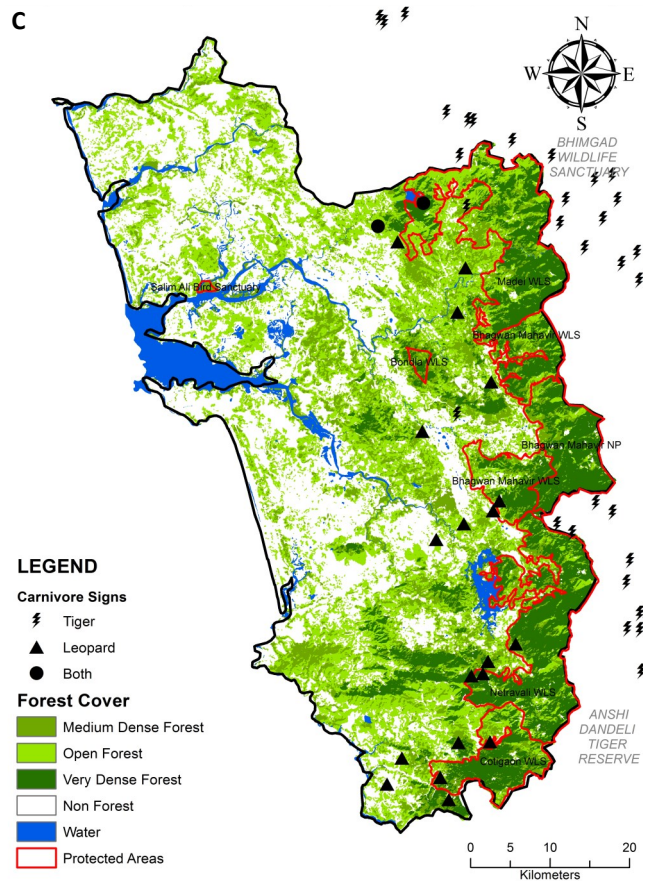 C
N
W E
S
BHIMGAD
WILDLIFE
SANCTUARY
Salim Ali Bird Sanctuary
Madei WLS
Bhagwan Mahavir WLS
Bondla WLS
Bhagwan Mahavir NP
Bhagwan Mahavir WLS
LEGEND
Carnivore Signs
Tiger
Leopard
Both
Forest Cover
Medium Dense Forest
Open Forest
Very Dense Forest
Non Forest
Water
Protected Areas
Netravali WLS
ANSHI
DANDELI
TIGER
RESERVE
Cotigaon WLS
0 5 10 20
Kilometers